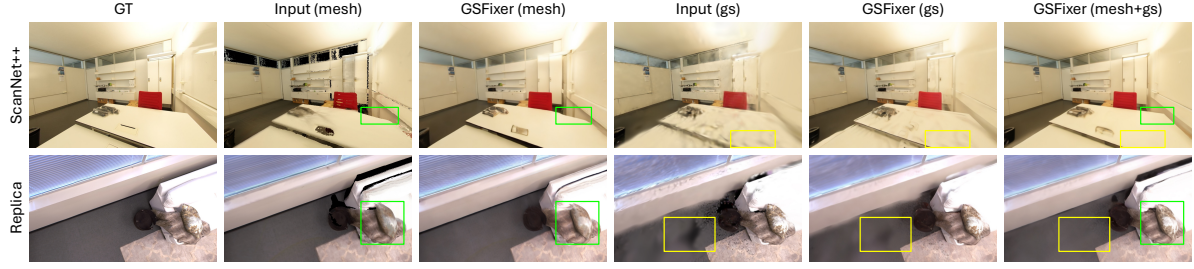 GT
Input (mesh)
GSFixer (mesh)
Input (gs)
GSFixer (gs)
GSFixer (mesh+gs)
ScanNet++
Replica